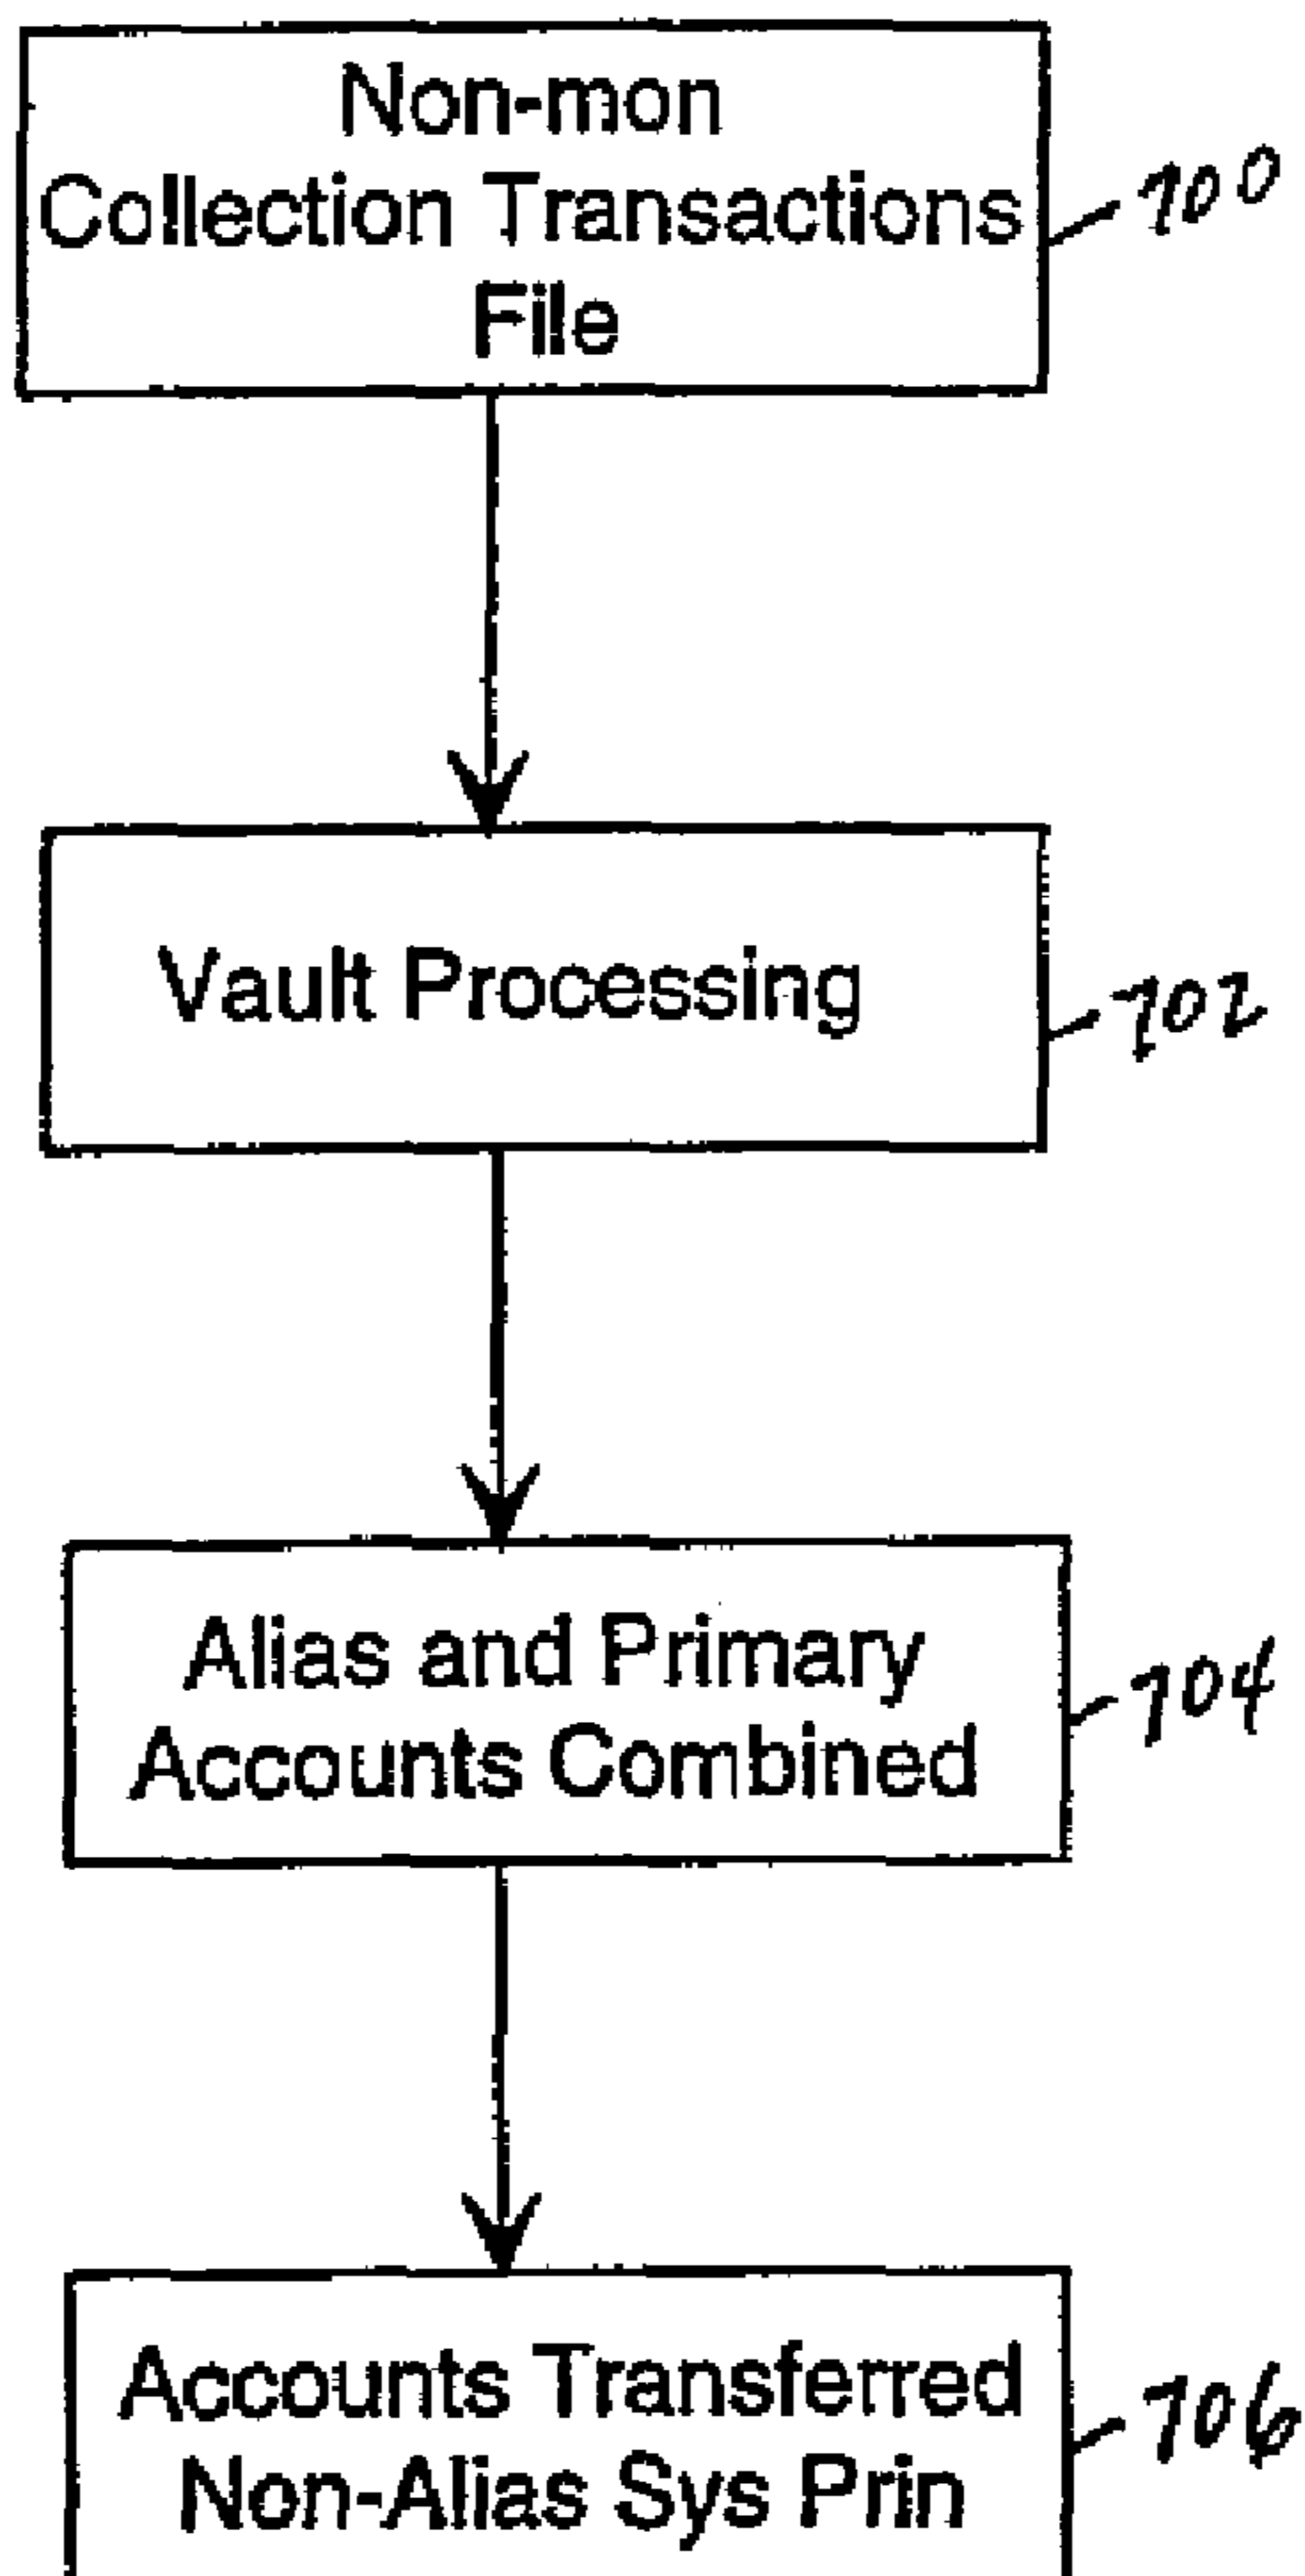 Non-mon
Collection Transactions
File
700
Vault Processing
702
Alias and Primary
Accounts Combined
704
Accounts Transferred
Non-Alias Sys Prin
706